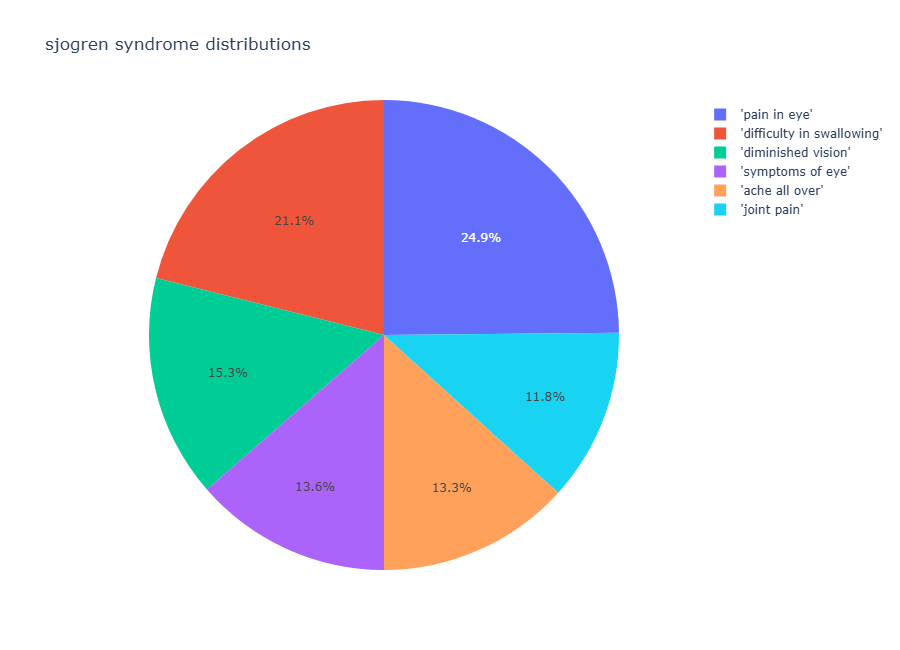 sjogren syndrome distributions
'pain in eye'
'difficulty in swallowing'
'diminished vision'
'symptoms of eye'
'ache all over'
'joint pain'
21.1%
24.9%
15.3%
11.8%
13.6%
13.3%